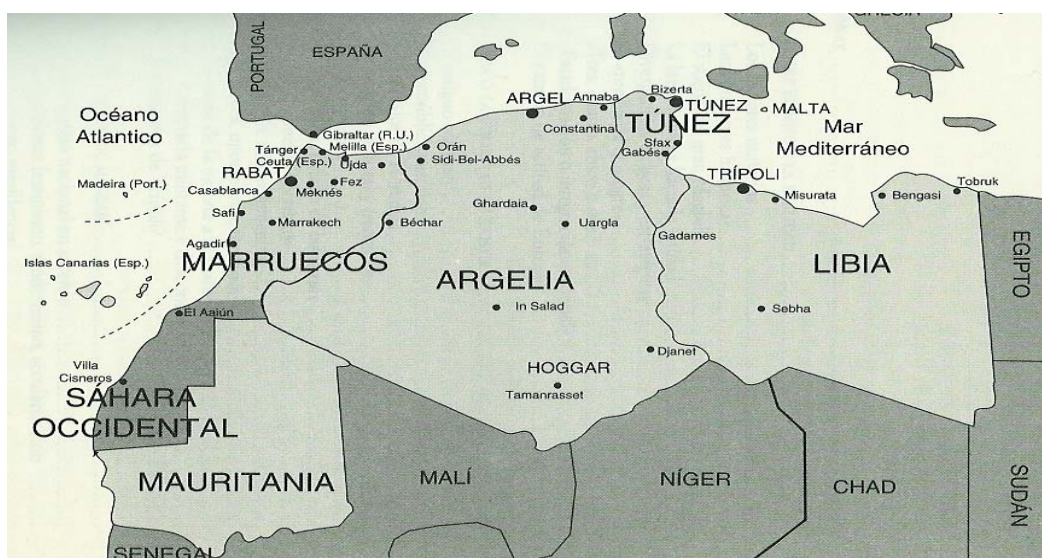 PORTUGAL
ESPAÑA
Océano
Atlantico
Gibraltar (R.U.)
Melilla (Esp.)
Tánger
Ceuta (Esp.)
Ujda
RABAT
Fez
Meknés
Casablanca
Madeira (Port.)
Safi
Marrakech
Agadir
MARRUECOS
Islas Canarias (Esp.)
El Aaiún
Villa
Cisneros
SÁHARA
OCCIDENTAL
MAURITANIA
SENEGAL
ARGEL
Annaba
Constantina
Orán
Sidi-Bel-Abbés
Ghardaia
Uargla
Béchar
ARGELIA
In Salad
Djanet
HOGGAR
Tamanrasset
MALÍ
Bizerta
TÚNEZ
TÚNEZ
Sfax
Gabés
MALTA
Mar
Mediterráneo
TRÍPOLI
Misurata
Bengasi
Tobruk
Gadames
LIBIA
Sebha
EGIPTO
NÍGER
CHAD
SUDÁN